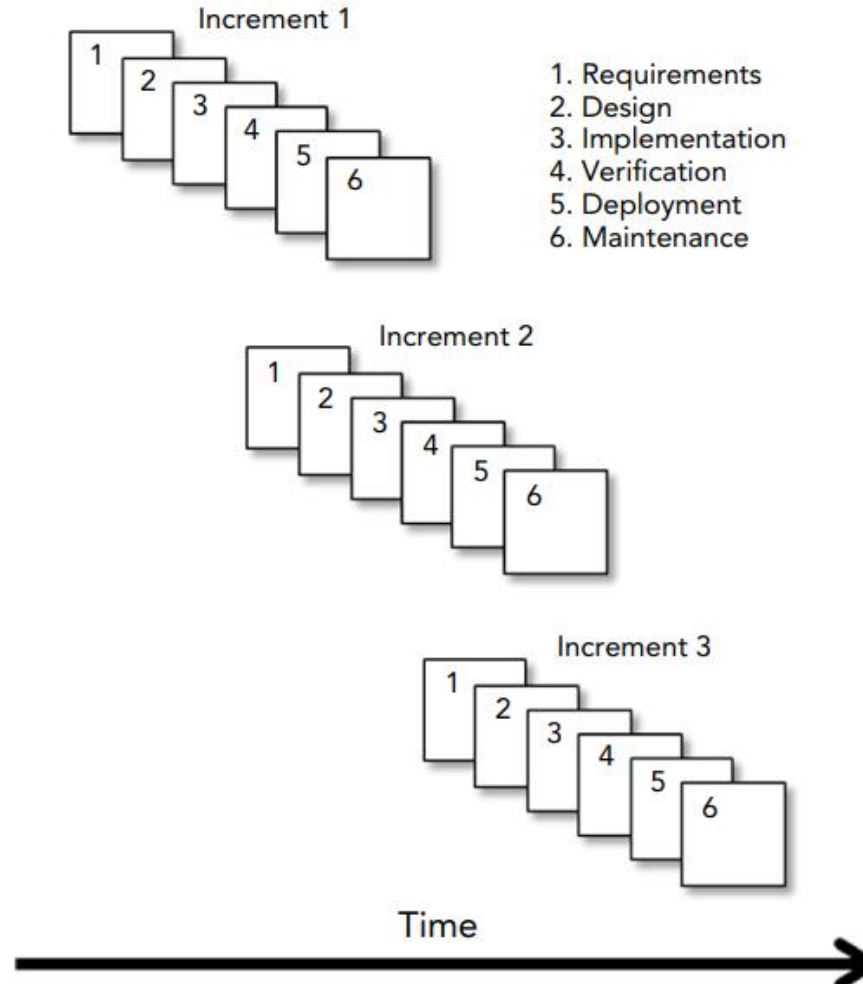 Increment 1
1
2
3
4
5
6
1. Requirements
2. Design
3. Implementation
4. Verification
5. Deployment
6. Maintenance
Increment 2
1
2
3
4
5
6
Increment 3
1
2
3
4
5
6
Time